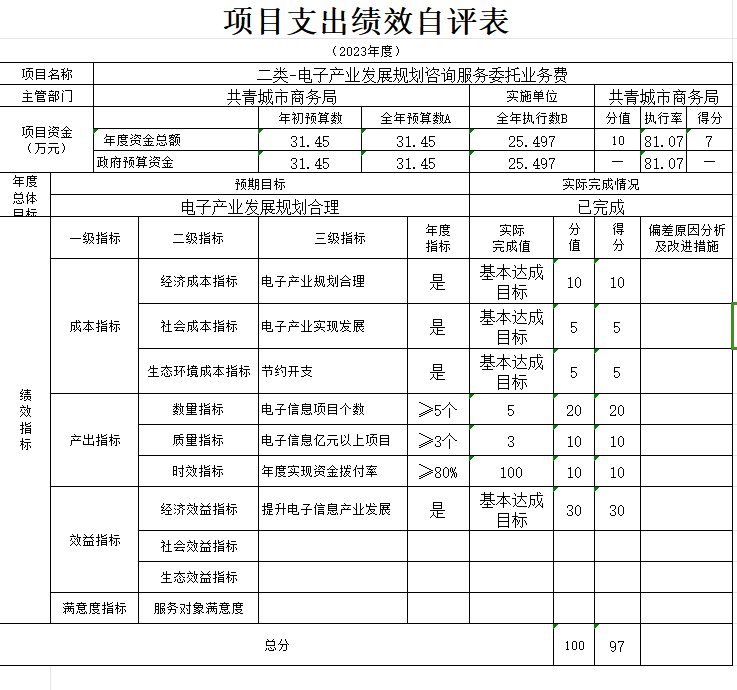 项目支出绩效自评表
（2023年度）
项目名称 二类-电子产业发展规划咨询服务委托业务费
主管部门 共青城市商务局 实施单位 共青城市商务局
项目资金（万元） 年初预算数 全年预算数A 全年执行数B 分值 执行率 得分
年度资金总额 31.45 31.45 25.497 10 81.07 7
政府预算资金 31.45 31.45 25.497 — 81.07 —
年度总体目标 预期目标 实际完成情况
电子产业发展规划合理 已完成
绩效指标 一级指标 二级指标 三级指标 年度指标 实际完成值 分值 得分 偏差原因分析及改进措施
成本指标 经济成本指标 电子产业规划合理 是 基本达成目标 10 10
社会成本指标 电子产业实现发展 是 基本达成目标 5 5
生态环境成本指标 节约开支 是 基本达成目标 5 5
产出指标 数量指标 电子信息项目个数 ≥5个 5 20 20
质量指标 电子信息亿元以上项目 ≥3个 3 10 10
时效指标 年度实现资金拨付率 ≥80% 100 10 10
效益指标 经济效益指标 提升电子信息产业发展 是 基本达成目标 30 30
社会效益指标
生态效益指标
满意度指标 服务对象满意度
总分 100 97